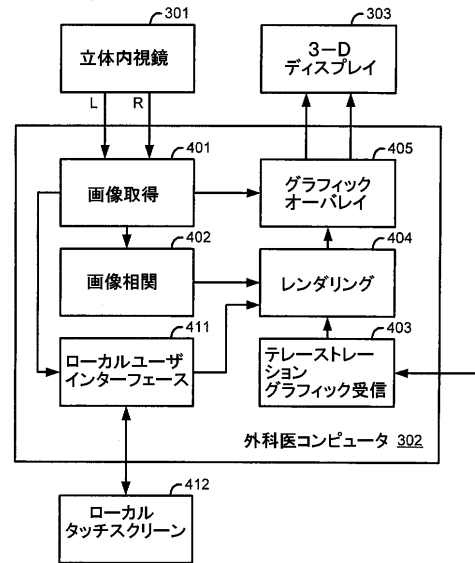 301
立体内視鏡
303
3-D
ディスプレイ
L
R
401
画像取得
405
グラフィック
オーバレイ
402
画像相関
404
レンダリング
411
ローカルユーザ
インターフェース
403
テレーストレー
ション
グラフィック受信
外科医コンピュータ 302
412
ローカル
タッチスクリーン